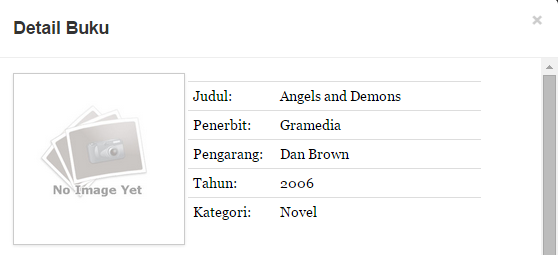 Detail Buku
×
No Image Yet
Judul: Angels and Demons
Penerbit: Gramedia
Pengarang: Dan Brown
Tahun: 2006
Kategori: Novel